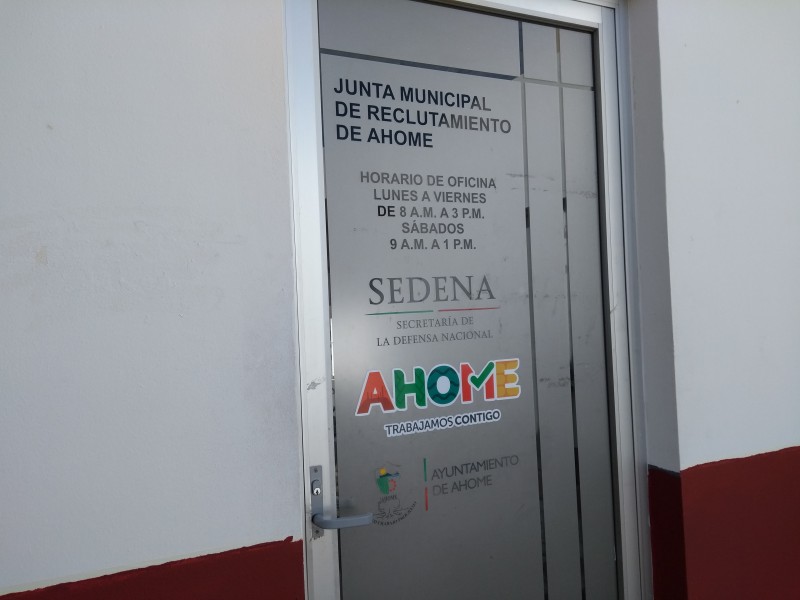 JUNTA MUNICIPAL
DE RECLUTAMIENTO
DE AHOME
HORARIO DE OFICINA
LUNES A VIERNES
DE 8 A.M. A 3 P.M.
SÁBADOS
9 A.M. A 1 P.M.
SEDENA
SECRETARÍA DE
LA DEFENSA NACIONAL
AHOME
TRABAJAMOS CONTIGO
AYUNTAMIENTO
DE AHOME